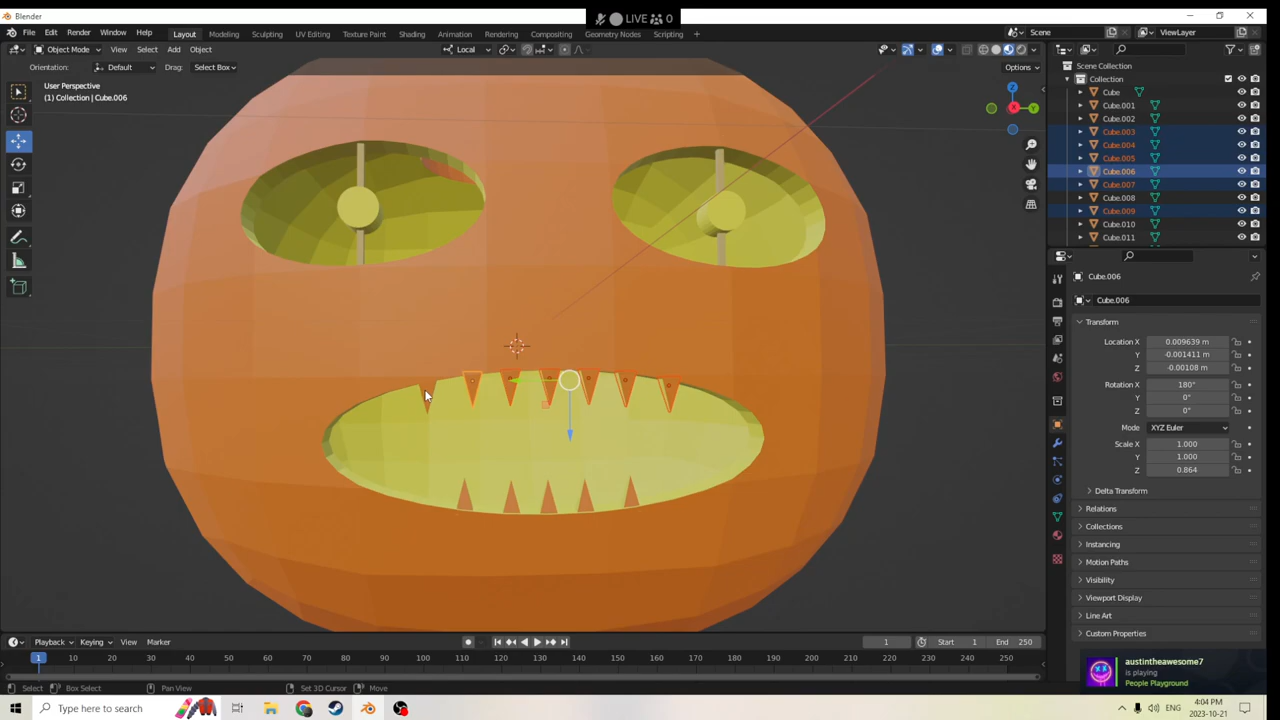 Blender
LIVE 0
File Edit Render Window Help Layout Modeling Sculpting UV Editing Texture Paint Shading Animation Rendering Compositing Geometry Nodes Scripting + Scene ViewLayer
Object Mode View Select Add Object Local
Orientation: Default Drag: Select Box Options
User Perspective
(1) Collection | Cube.006
Z
X
Y
Scene Collection
Collection
Cube
Cube.001
Cube.002
Cube.003
Cube.004
Cube.005
Cube.006
Cube.007
Cube.008
Cube.009
Cube.010
Cube.011
Cube.006
Cube.006
Transform
Location X 0.009639 m
Y -0.001411 m
Z -0.00108 m
Rotation X 180°
Y 0°
Z 0°
Mode XYZ Euler
Scale X 1.000
Y 1.000
Z 0.864
Delta Transform
Relations
Collections
Instancing
Motion Paths
Visibility
Viewport Display
Line Art
Custom Properties
Playback Keying View Marker 1 Start 1 End 250
1 10 20 30 40 50 60 70 80 90 100 110 120 130 140 150 160 170 180 190 200 210 220 230 240 250
Select Box Select Pan View Set 3D Cursor Move
austintheawesome7
is playing
People Playground
Type here to search
4:04 PM
2023-10-21